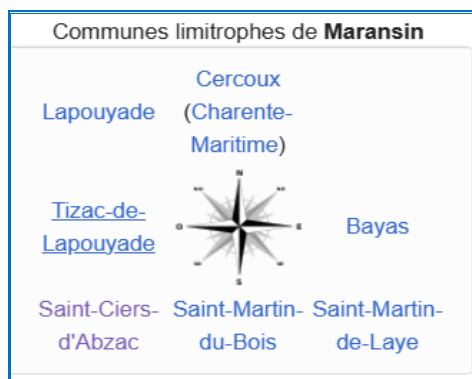 Communes limitrophes de Maransin
Cercoux
Lapouyade (Charente-
Maritime)
N
Tizac-de-
Lapouyade
O
E
Bayas
S
Saint-Ciers- Saint-Martin- Saint-Martin-
d'Abzac du-Bois de-Laye